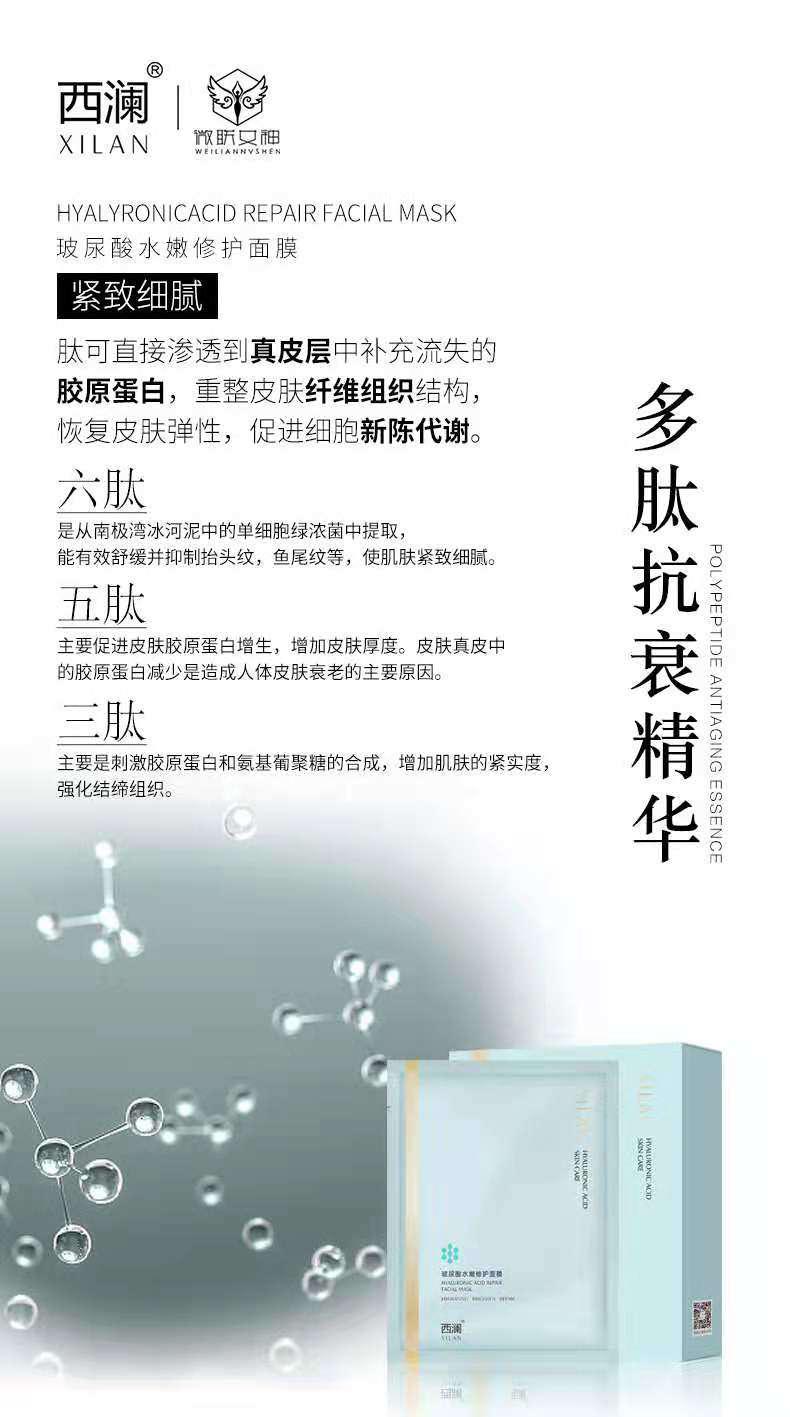 西澜®
XILAN
微联女神
WEILIANNVSHEN
HYALYRONICACID REPAIR FACIAL MASK
玻尿酸水嫩修护面膜
紧致细腻
肽可直接渗透到真皮层中补充流失的
胶原蛋白，重整皮肤纤维组织结构，
恢复皮肤弹性，促进细胞新陈代谢。
六肽
是从南极湾冰河泥中的单细胞绿浓菌中提取，
能有效舒缓并抑制抬头纹，鱼尾纹等，使肌肤紧致细腻。
五肽
主要促进皮肤胶原蛋白增生，增加皮肤厚度。皮肤真皮中
的胶原蛋白减少是造成人体皮肤衰老的主要原因。
三肽
主要是刺激胶原蛋白和氨基葡聚糖的合成，增加肌肤的紧实度，
强化结缔组织。
多肽抗衰精华
POLYPEPTIDE ANTIAGING ESSENCE
HYALURONIC ACID
SKIN CARE
玻尿酸水嫩修护面膜
HYALURONIC ACID REPAIR
FACIAL MASK
西澜®
XILAN
HYALURONIC ACID
SKIN CARE